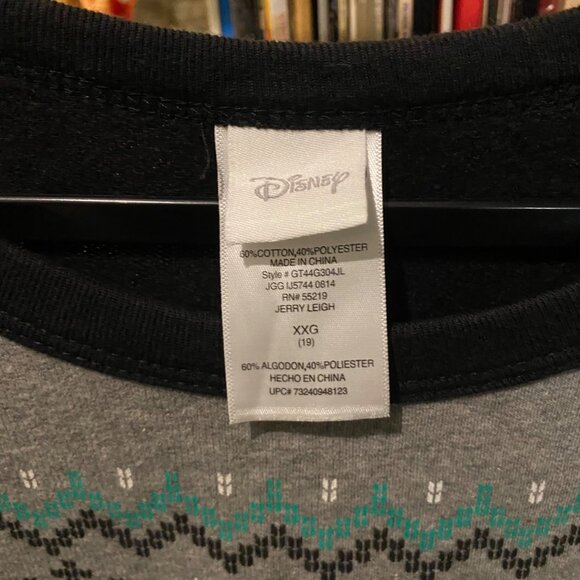 Disney
60%COTTON,40%POLYESTER
MADE IN CHINA
Style # GT44G304JL
JGG IJ5744 0814
RN# 55219
JERRY LEIGH
XXG
(19)
60% ALGODON,40%POLIESTER
HECHO EN CHINA
UPC# 73240948123